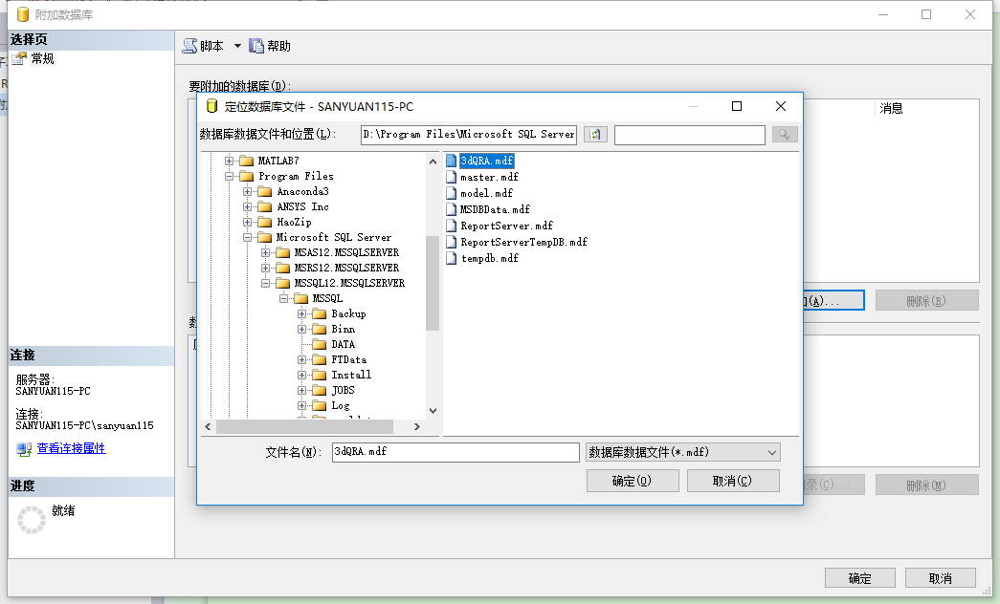 附加数据库
选择页
常规
脚本
帮助
要附加的数据库(D):
消息
定位数据库文件 - SANYUAN115-PC
数据库数据文件和位置(L):
D:\Program Files\Microsoft SQL Server
MATLAB7
Program Files
Anaconda3
ANSYS Inc
HaoZip
Microsoft SQL Server
MSAS12.MSSQLSERVER
MSRS12.MSSQLSERVER
MSSQL12.MSSQLSERVER
MSSQL
Backup
Binn
DATA
FTData
Install
JOBS
Log
3dQRA.mdf
master.mdf
model.mdf
MSDBData.mdf
ReportServer.mdf
ReportServerTempDB.mdf
tempdb.mdf
文件名(N):
3dQRA.mdf
数据库数据文件(*.mdf)
确定(O)
取消(C)
(A)...
删除(R)
录(C)...
删除(M)
连接
服务器:
SANYUAN115-PC
连接:
SANYUAN115-PC\sanyuan115
查看连接属性
进度
就绪
确定
取消